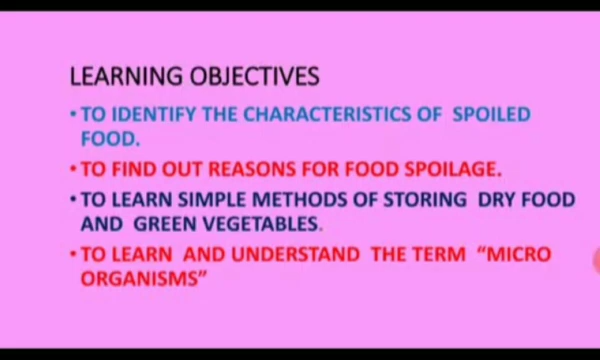 LEARNING OBJECTIVES
• TO IDENTIFY THE CHARACTERISTICS OF SPOILED
FOOD.
• TO FIND OUT REASONS FOR FOOD SPOILAGE.
• TO LEARN SIMPLE METHODS OF STORING DRY FOOD
AND GREEN VEGETABLES.
• TO LEARN AND UNDERSTAND THE TERM “MICRO
ORGANISMS”